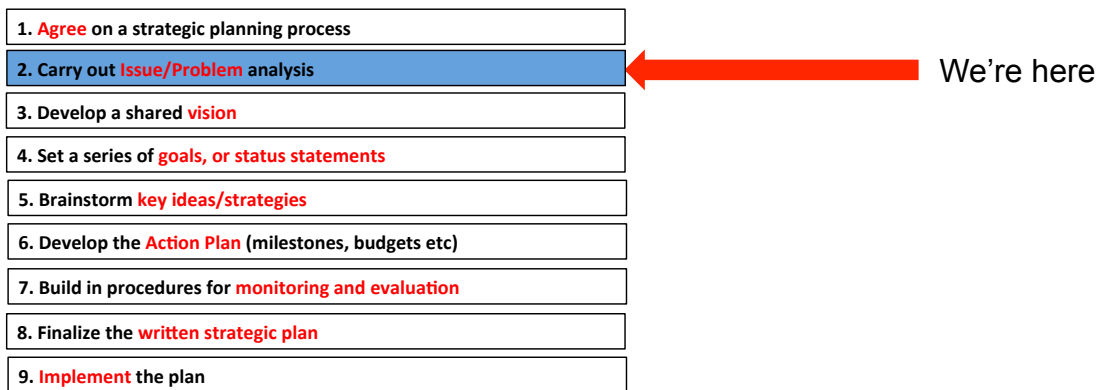 1. Agree on a strategic planning process
2. Carry out Issue/Problem analysis
We're here
3. Develop a shared vision
4. Set a series of goals, or status statements
5. Brainstorm key ideas/strategies
6. Develop the Action Plan (milestones, budgets etc)
7. Build in procedures for monitoring and evaluation
8. Finalize the written strategic plan
9. Implement the plan